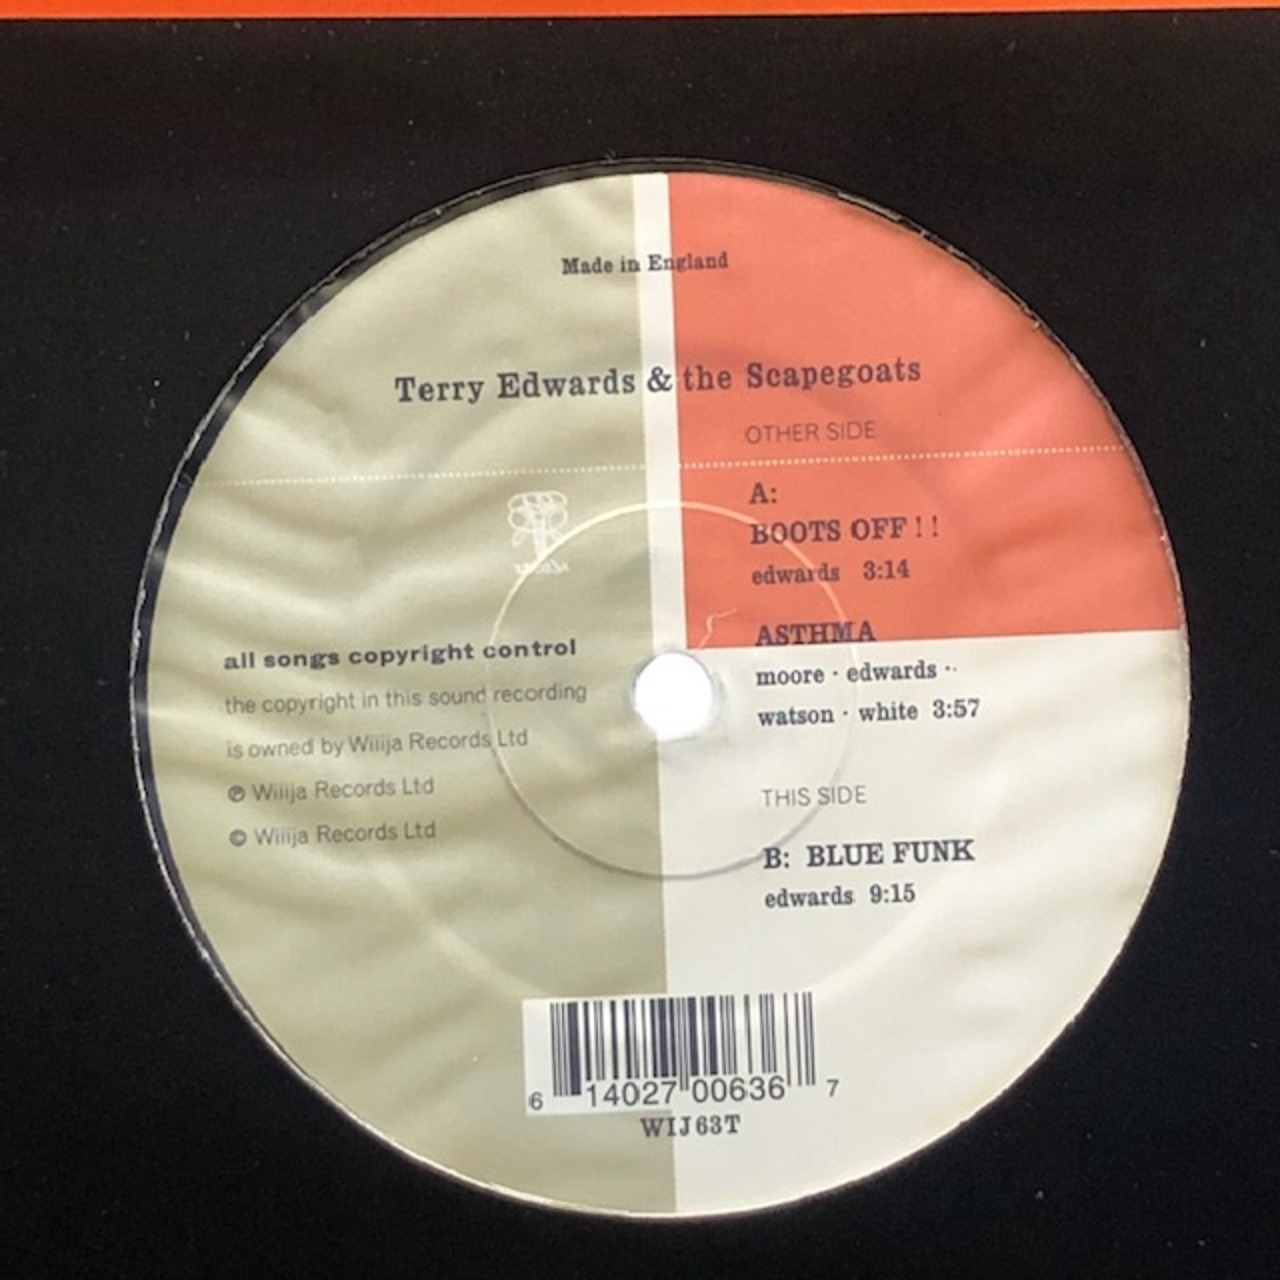 Made in England
Terry Edwards & the Scapegoats
OTHER SIDE
A:
BOOTS OFF ! !
edwards 3:14
ASTHMA
moore · edwards ··
watson · white 3:57
all songs copyright control
the copyright in this sound recording
is owned by Wiiija Records Ltd
℗ Wiiija Records Ltd
© Wiiija Records Ltd
THIS SIDE
B: BLUE FUNK
edwards 9:15
6 14027 00636 7
WIJ63T